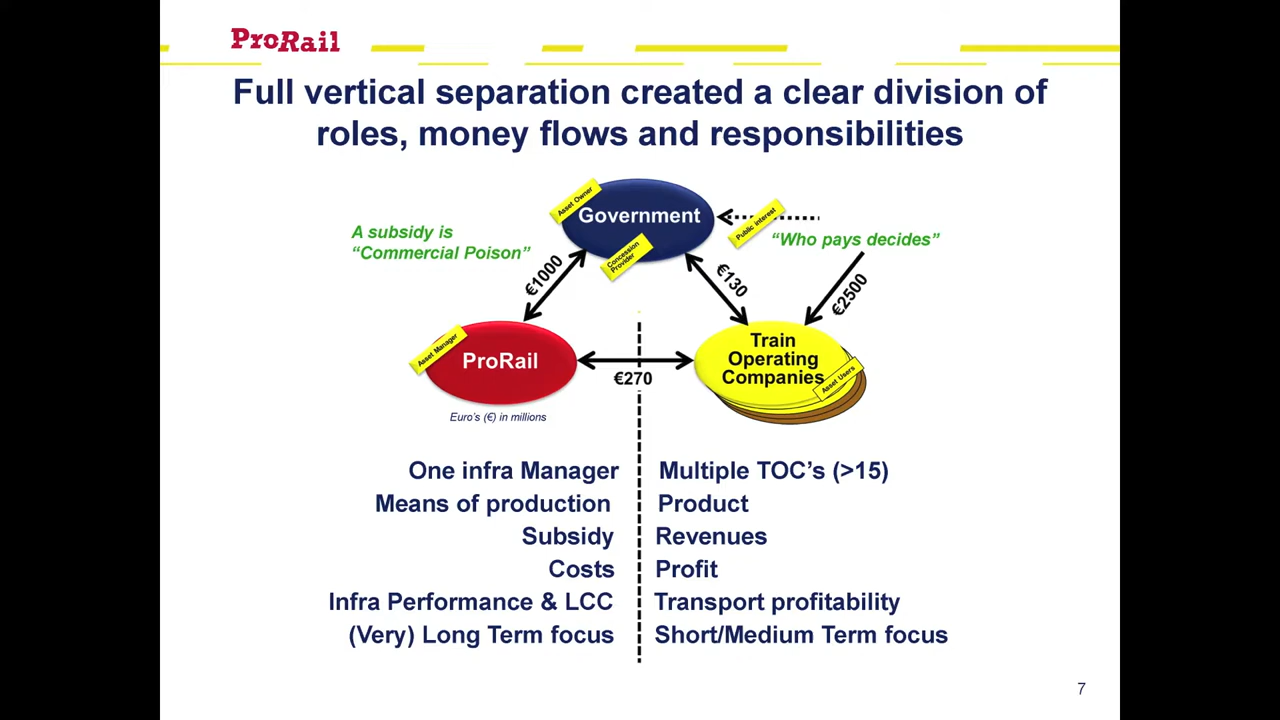 ProRail
Full vertical separation created a clear division of
roles, money flows and responsibilities
Asset Owner
Government
Public interest
A subsidy is
“Commercial Poison”
“Who pays decides”
Concession
Provider
€1000
€130
€2500
Asset Manager
ProRail
€270
Train
Operating
Companies
Asset Users
Euro's (€) in millions
One infra Manager
Multiple TOC's (>15)
Means of production
Product
Subsidy
Revenues
Costs
Profit
Infra Performance & LCC
Transport profitability
(Very) Long Term focus
Short/Medium Term focus
7